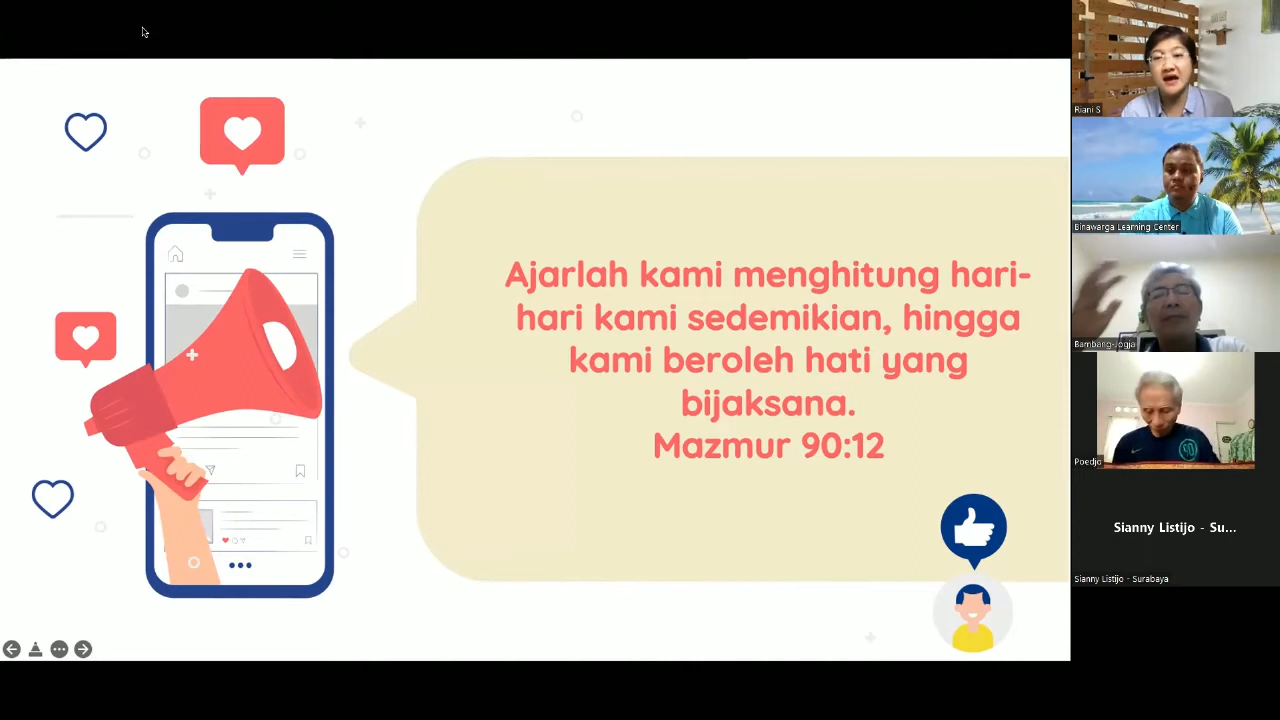 Ajarlah kami menghitung hari-
hari kami sedemikian, hingga
kami beroleh hati yang
bijaksana.
Mazmur 90:12
Riani S
Binawarga Learning Center
Bambang-Jogja
Poedjo
Sianny Listijo - Su...
Sianny Listijo - Surabaya